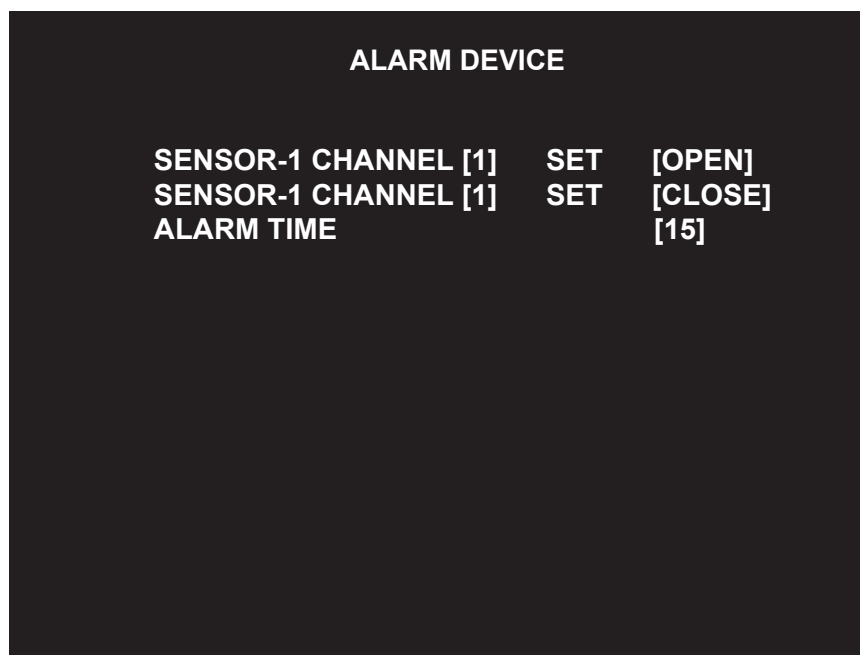 ALARM DEVICE
SENSOR-1 CHANNEL [1] SET [OPEN]
SENSOR-1 CHANNEL [1] SET [CLOSE]
ALARM TIME [15]